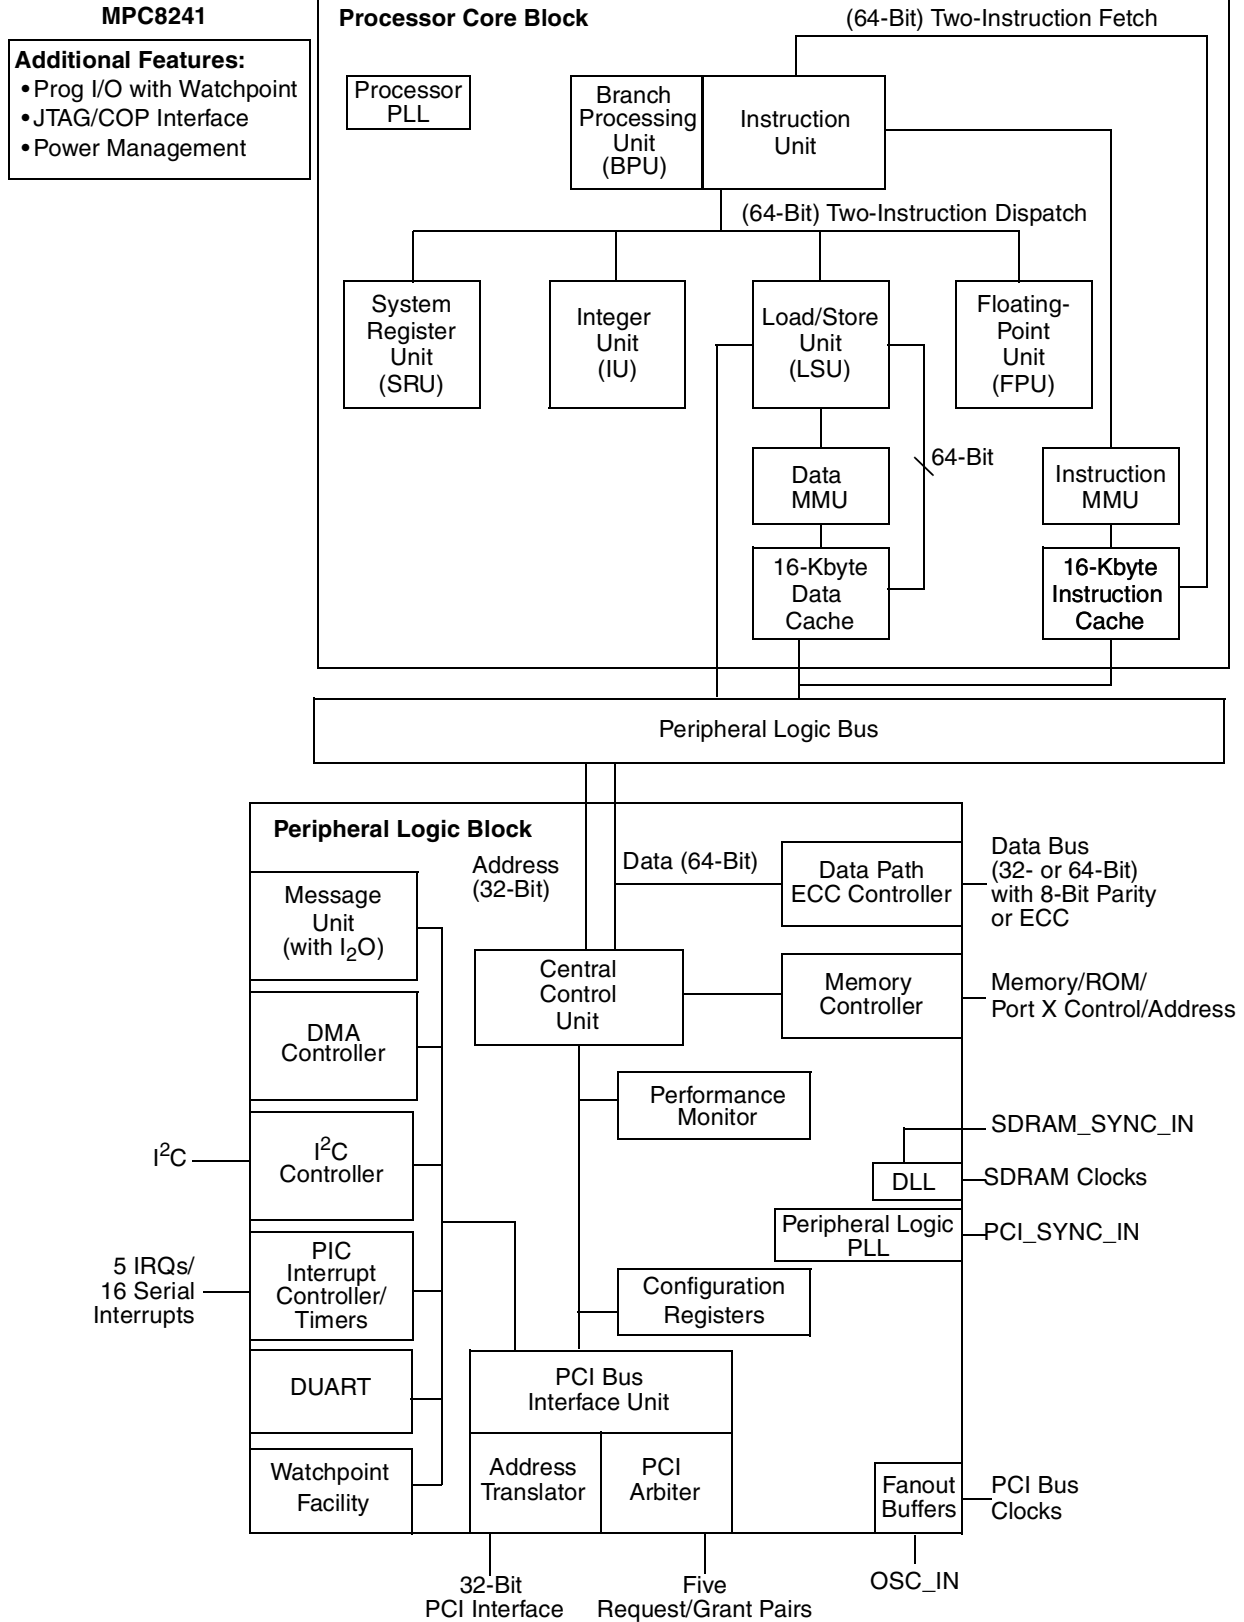 MPC8241
Additional Features:
•Prog I/O with Watchpoint
•JTAG/COP Interface
•Power Management
Processor Core Block
(64-Bit) Two-Instruction Fetch
Processor
PLL
Branch
Processing
Unit
(BPU)
Instruction
Unit
(64-Bit) Two-Instruction Dispatch
System
Register
Unit
(SRU)
Integer
Unit
(IU)
Load/Store
Unit
(LSU)
Floating-
Point
Unit
(FPU)
64-Bit
Data
MMU
Instruction
MMU
16-Kbyte
Data
Cache
16-Kbyte
Instruction
Cache
Peripheral Logic Bus
Peripheral Logic Block
Address
(32-Bit)
Data (64-Bit)
Data Path
ECC Controller
Data Bus
(32- or 64-Bit)
with 8-Bit Parity
or ECC
Message
Unit
(with I2O)
Central
Control
Unit
Memory
Controller
Memory/ROM/
Port X Control/Address
DMA
Controller
Performance
Monitor
SDRAM_SYNC_IN
I2C
I2C
Controller
DLL
SDRAM Clocks
Peripheral Logic
PLL
PCI_SYNC_IN
5 IRQs/
16 Serial
Interrupts
PIC
Interrupt
Controller/
Timers
Configuration
Registers
DUART
PCI Bus
Interface Unit
Watchpoint
Facility
Address
Translator
PCI
Arbiter
Fanout
Buffers
PCI Bus
Clocks
32-Bit
PCI Interface
Five
Request/Grant Pairs
OSC_IN